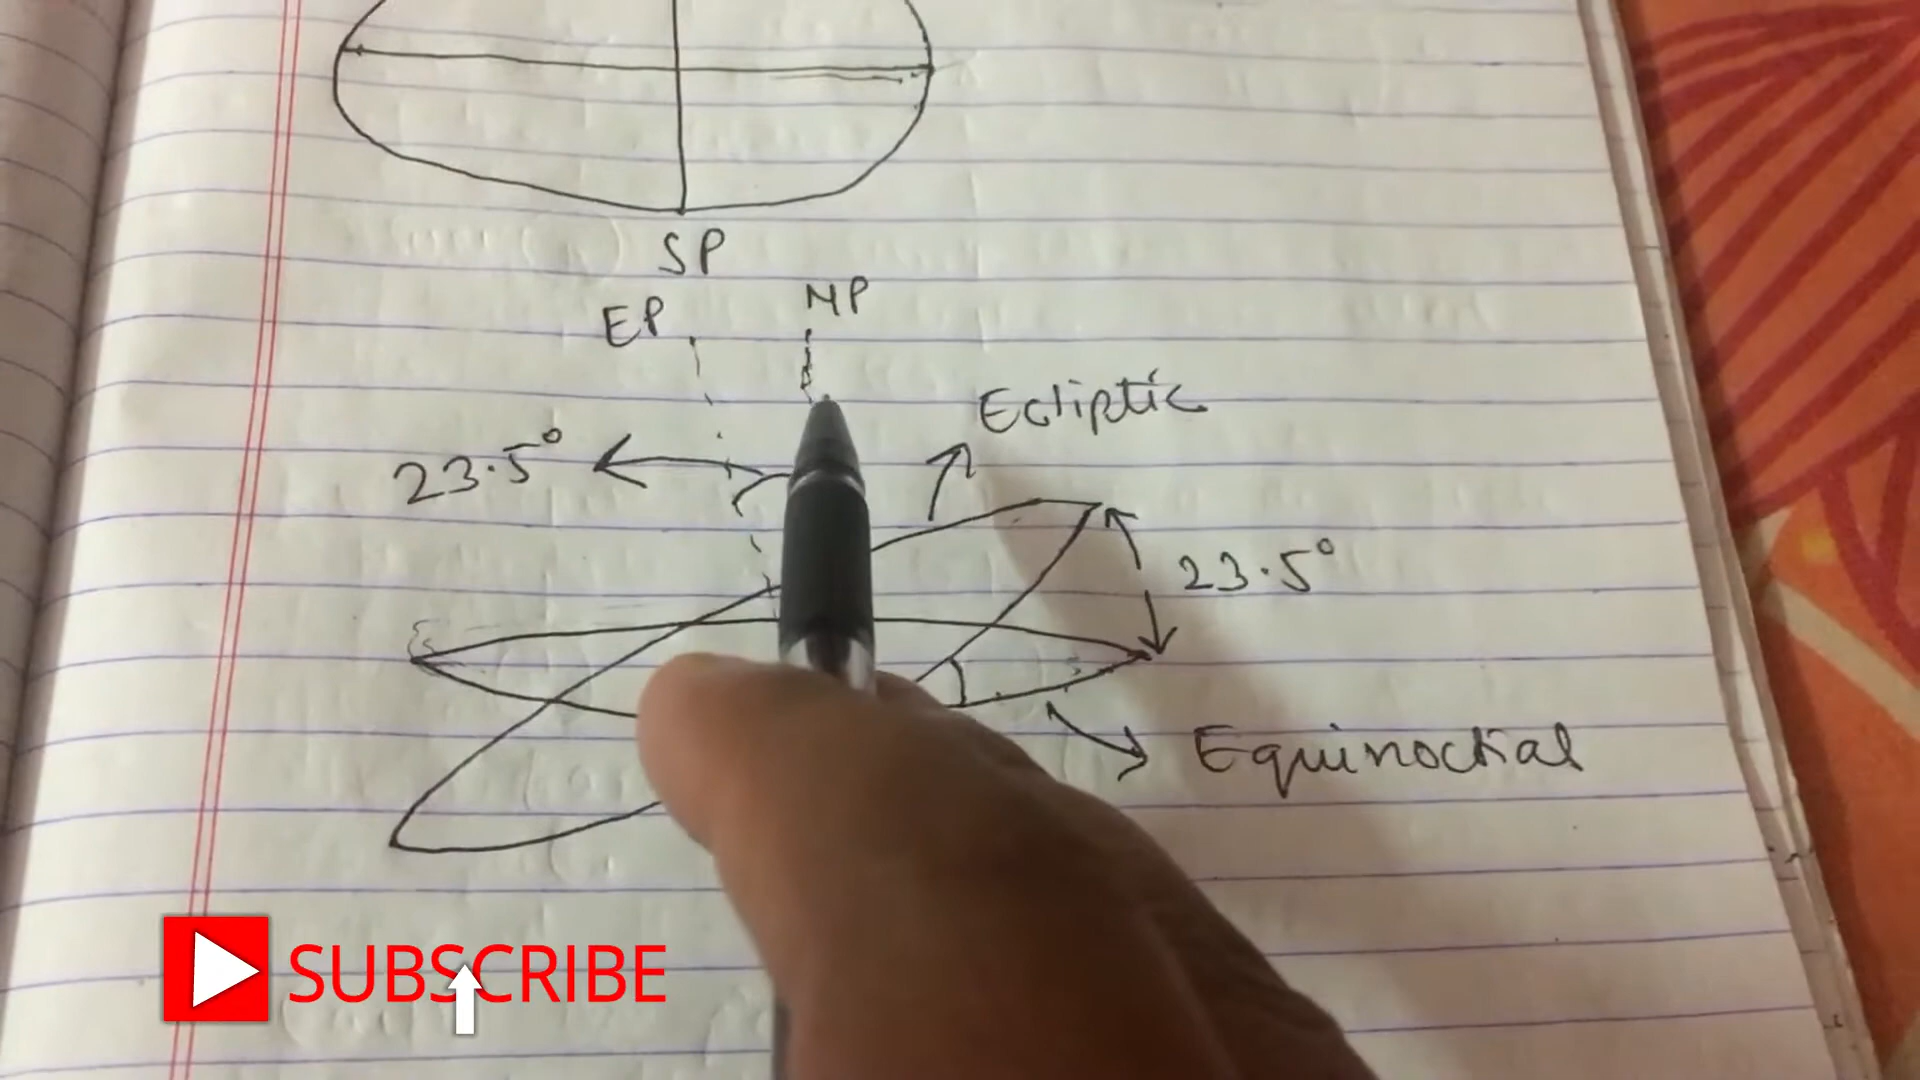 SP
EP NP
Ecliptic
23.5°
23.5°
Equinoctial
SUBSCRIBE